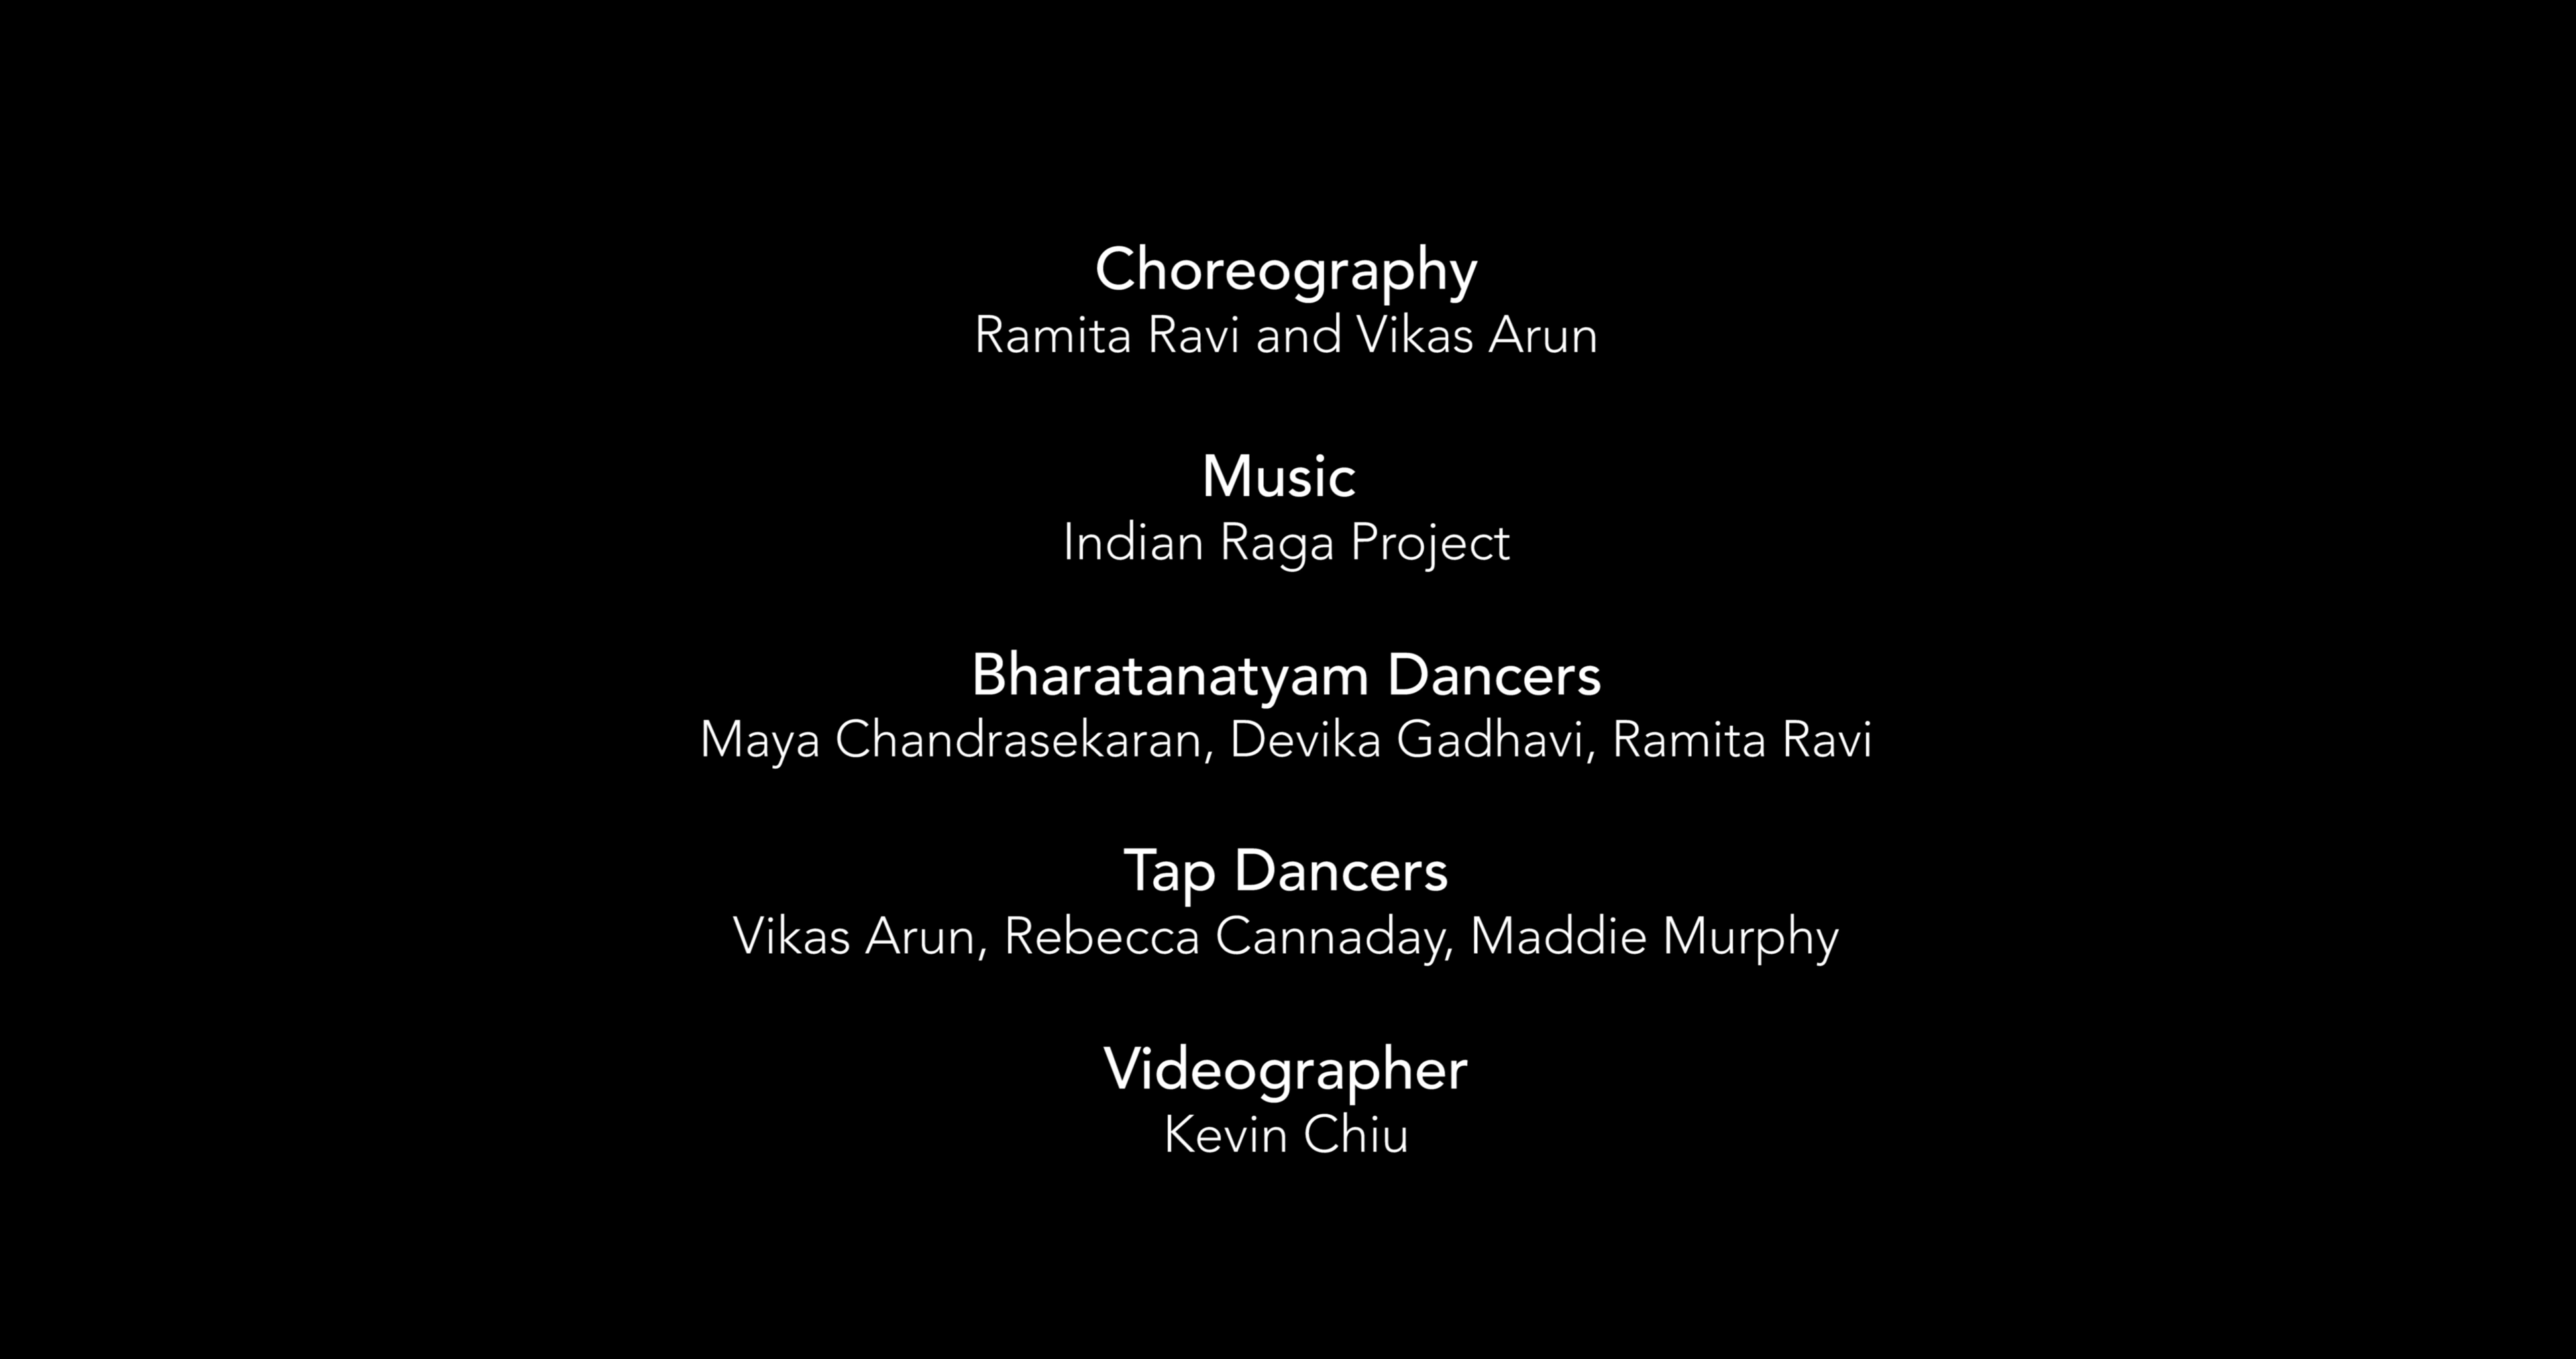 Choreography
Ramita Ravi and Vikas Arun
Music
Indian Raga Project
Bharatanatyam Dancers
Maya Chandrasekaran, Devika Gadhavi, Ramita Ravi
Tap Dancers
Vikas Arun, Rebecca Cannaday, Maddie Murphy
Videographer
Kevin Chiu